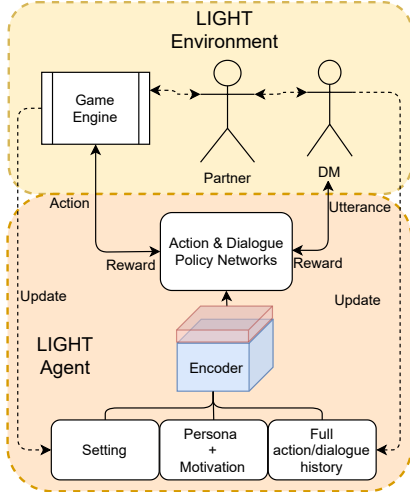 LIGHT
Environment
Game
Engine
Partner
DM
Action
Utterance
Action & Dialogue
Policy Networks
Reward
Reward
Update
Update
LIGHT
Agent
Encoder
Setting
Persona
+
Motivation
Full
action/dialogue
history